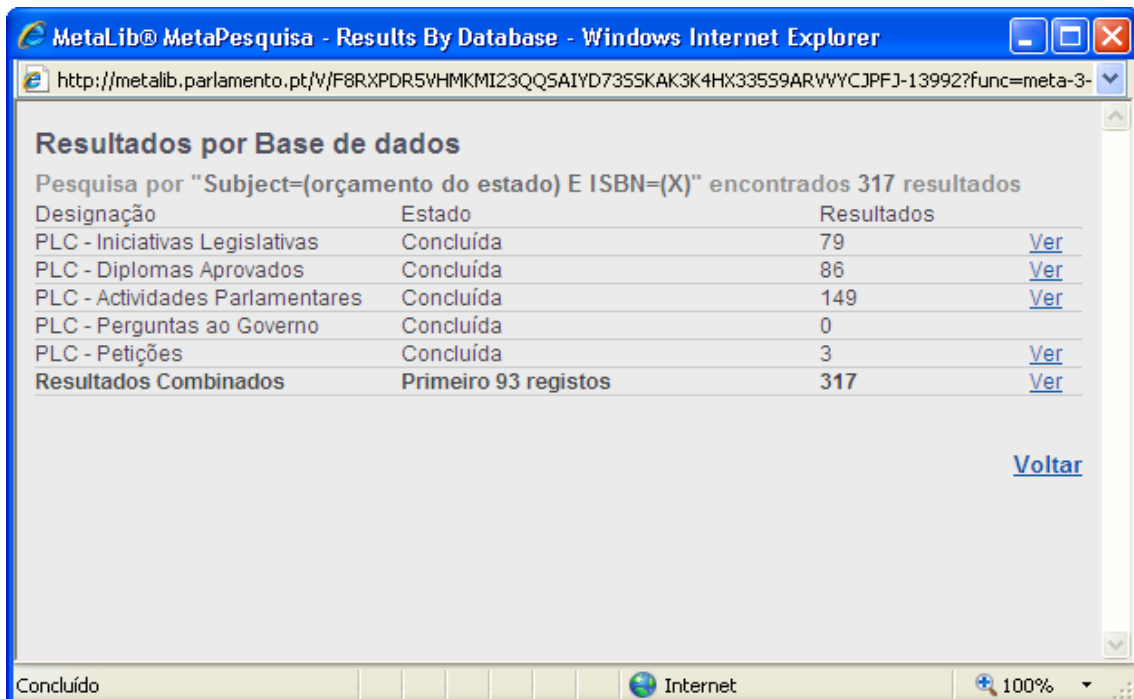 MetaLib® MetaPesquisa - Results By Database - Windows Internet Explorer
http://metalib.parlamento.pt/V/F8RXPDR5VHMKMI23QQSAIYD73SSKAK3K4HX33559ARVVYCJPFJ-13992?func=meta-3-
Resultados por Base de dados
Pesquisa por "Subject=(orçamento do estado) E ISBN=(X)" encontrados 317 resultados
Designação Estado Resultados
PLC - Iniciativas Legislativas Concluída 79 Ver
PLC - Diplomas Aprovados Concluída 86 Ver
PLC - Actividades Parlamentares Concluída 149 Ver
PLC - Perguntas ao Governo Concluída 0
PLC - Petições Concluída 3 Ver
Resultados Combinados Primeiro 93 registos 317 Ver
Voltar
Concluído Internet 100%